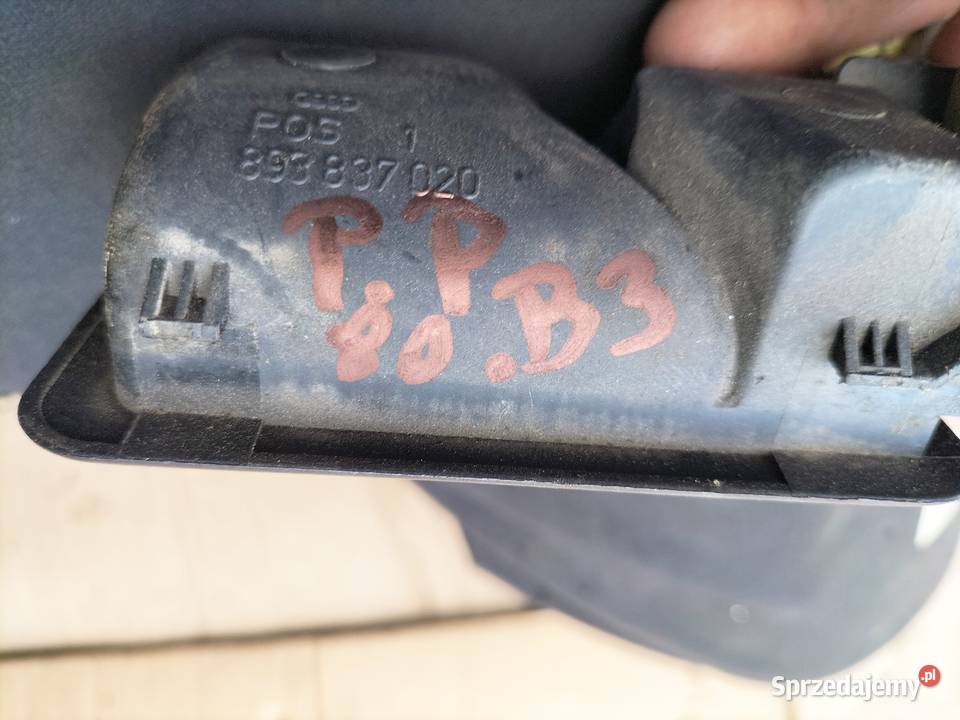 POS 1
893 837 020
P.P
80.B3
Sprzedajemy.pl